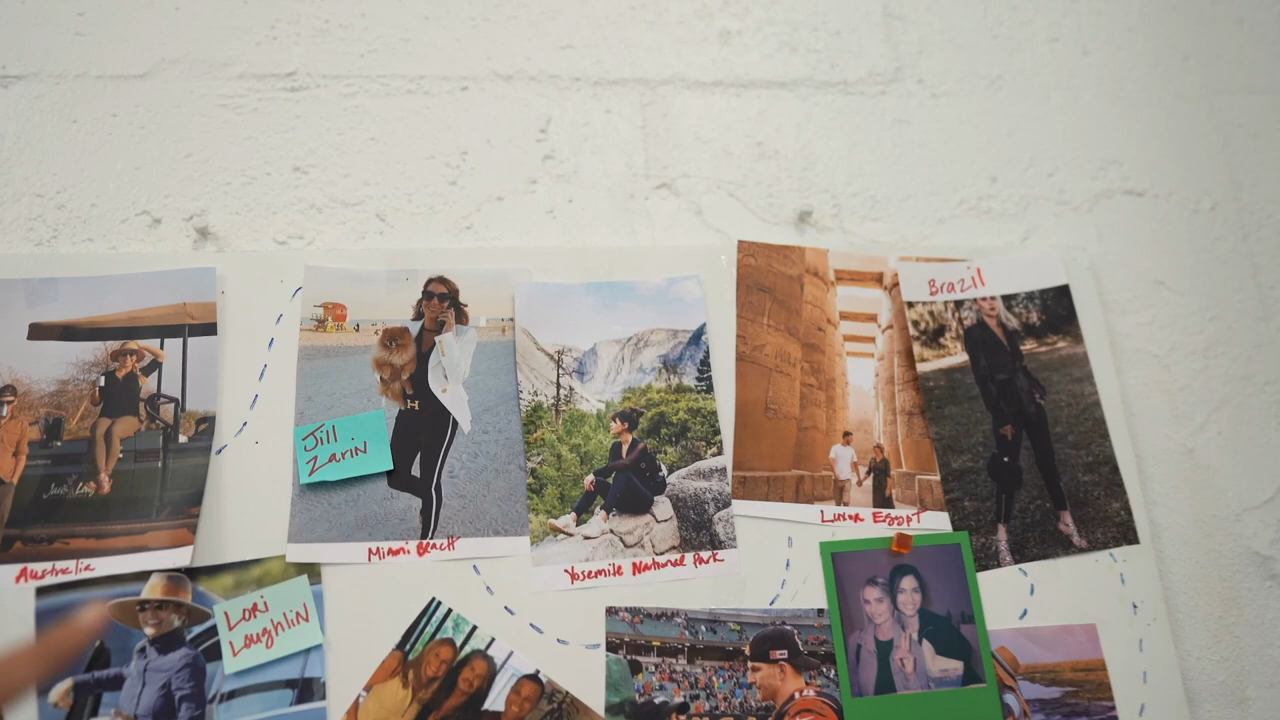 Brazil
Jill
Zarin
Luxor Egypt
Miami Beach
Yosemite National Park
Australia
Lori
Loughlin
H